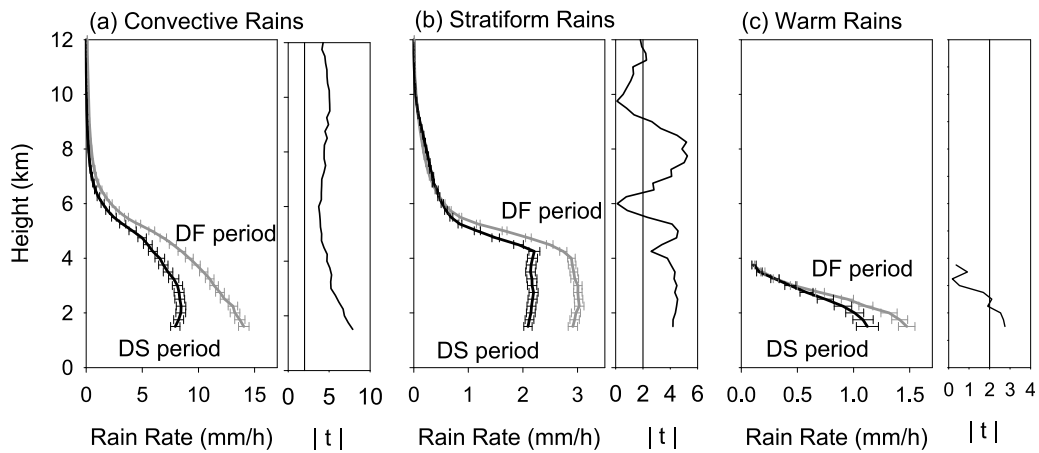 (a) Convective Rains
(b) Stratiform Rains
(c) Warm Rains
12
10
8
6
4
2
0
Height (km)
DF period
DS period
DF period
DS period
DF period
DS period
0 5 10 15
0 5 10
0 1 2 3
0 2 4 6
0.0 0.5 1.0 1.5
0 1 2 3 4
Rain Rate (mm/h)
| t |
Rain Rate (mm/h)
| t |
Rain Rate (mm/h)
| t |